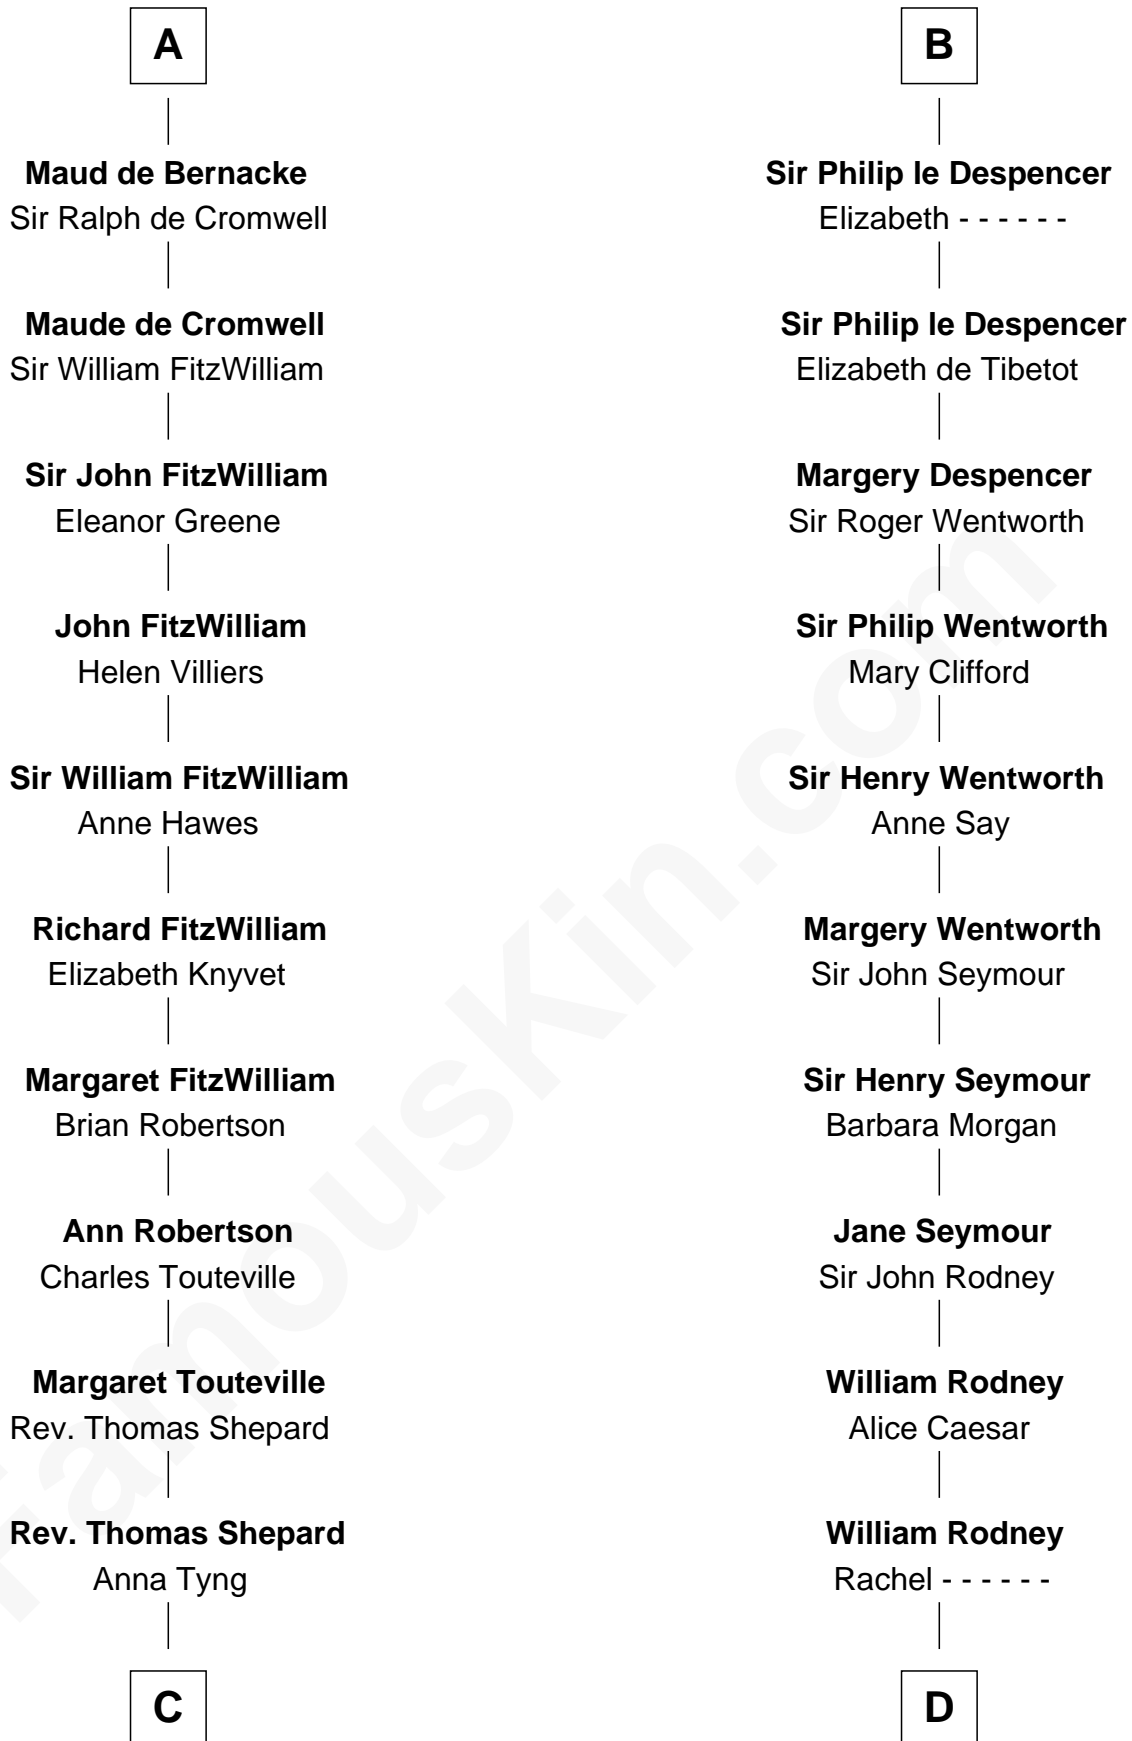 A
Maud de Bernacke
Sir Ralph de Cromwell
Maude de Cromwell
Sir William FitzWilliam
Sir John FitzWilliam
Eleanor Greene
John FitzWilliam
Helen Villiers
Sir William FitzWilliam
Anne Hawes
Richard FitzWilliam
Elizabeth Knyvet
Margaret FitzWilliam
Brian Robertson
Ann Robertson
Charles Touteville
Margaret Touteville
Rev. Thomas Shepard
Rev. Thomas Shepard
Anna Tyng
C
B
Sir Philip le Despencer
Elizabeth - - - - - -
Sir Philip le Despencer
Elizabeth de Tibetot
Margery Despencer
Sir Roger Wentworth
Sir Philip Wentworth
Mary Clifford
Sir Henry Wentworth
Anne Say
Margery Wentworth
Sir John Seymour
Sir Henry Seymour
Barbara Morgan
Jane Seymour
Sir John Rodney
William Rodney
Alice Caesar
William Rodney
Rachel - - - - - -
D
FamousKin.com